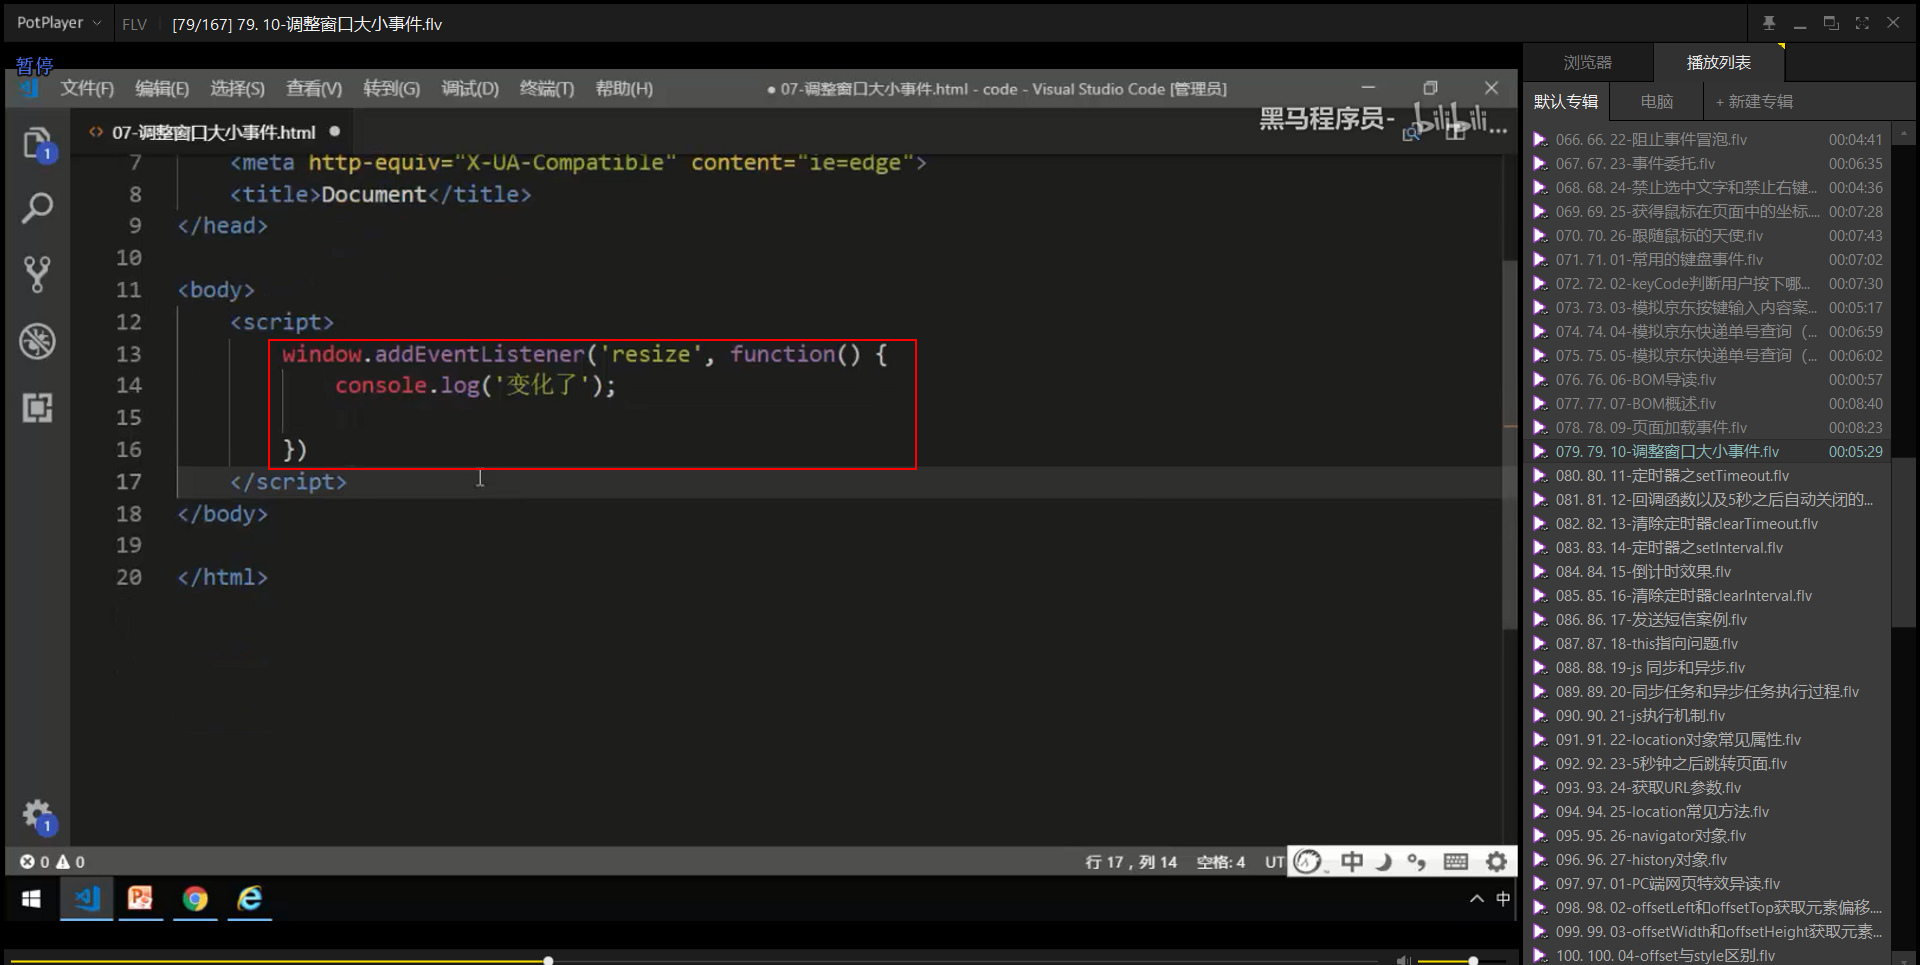 PotPlayer
FLV
[79/167] 79. 10-调整窗口大小事件.flv
暂停
文件(F) 编辑(E) 选择(S) 查看(V) 转到(G) 调试(D) 终端(T) 帮助(H)
● 07-调整窗口大小事件.html - code - Visual Studio Code [管理员]
<> 07-调整窗口大小事件.html ●
黑马程序员-
bilibili
...
1
7 <meta http-equiv="X-UA-Compatible" content="ie=edge">
8 <title>Document</title>
9 </head>
10
11 <body>
12 <script>
13 window.addEventListener('resize', function() {
14 console.log('变化了');
15
16 })
17 </script>
18 </body>
19
20 </html>
1
0 0
行 17，列 14 空格: 4 UT
中
中
浏览器 播放列表
默认专辑 电脑 + 新建专辑
066. 66. 22-阻止事件冒泡.flv 00:04:41
067. 67. 23-事件委托.flv 00:06:35
068. 68. 24-禁止选中文字和禁止右键... 00:04:36
069. 69. 25-获得鼠标在页面中的坐标.... 00:07:28
070. 70. 26-跟随鼠标的天使.flv 00:07:43
071. 71. 01-常用的键盘事件.flv 00:07:02
072. 72. 02-keyCode判断用户按下哪... 00:07:30
073. 73. 03-模拟京东按键输入内容案... 00:05:17
074. 74. 04-模拟京东快递单号查询（... 00:06:59
075. 75. 05-模拟京东快递单号查询（... 00:06:02
076. 76. 06-BOM导读.flv 00:00:57
077. 77. 07-BOM概述.flv 00:08:40
078. 78. 09-页面加载事件.flv 00:08:23
079. 79. 10-调整窗口大小事件.flv 00:05:29
080. 80. 11-定时器之setTimeout.flv
081. 81. 12-回调函数以及5秒之后自动关闭的...
082. 82. 13-清除定时器clearTimeout.flv
083. 83. 14-定时器之setInterval.flv
084. 84. 15-倒计时效果.flv
085. 85. 16-清除定时器clearInterval.flv
086. 86. 17-发送短信案例.flv
087. 87. 18-this指向问题.flv
088. 88. 19-js 同步和异步.flv
089. 89. 20-同步任务和异步任务执行过程.flv
090. 90. 21-js执行机制.flv
091. 91. 22-location对象常见属性.flv
092. 92. 23-5秒钟之后跳转页面.flv
093. 93. 24-获取URL参数.flv
094. 94. 25-location常见方法.flv
095. 95. 26-navigator对象.flv
096. 96. 27-history对象.flv
097. 97. 01-PC端网页特效导读.flv
098. 98. 02-offsetLeft和offsetTop获取元素偏移....
099. 99. 03-offsetWidth和offsetHeight获取元素...
100. 100. 04-offset与style区别.flv